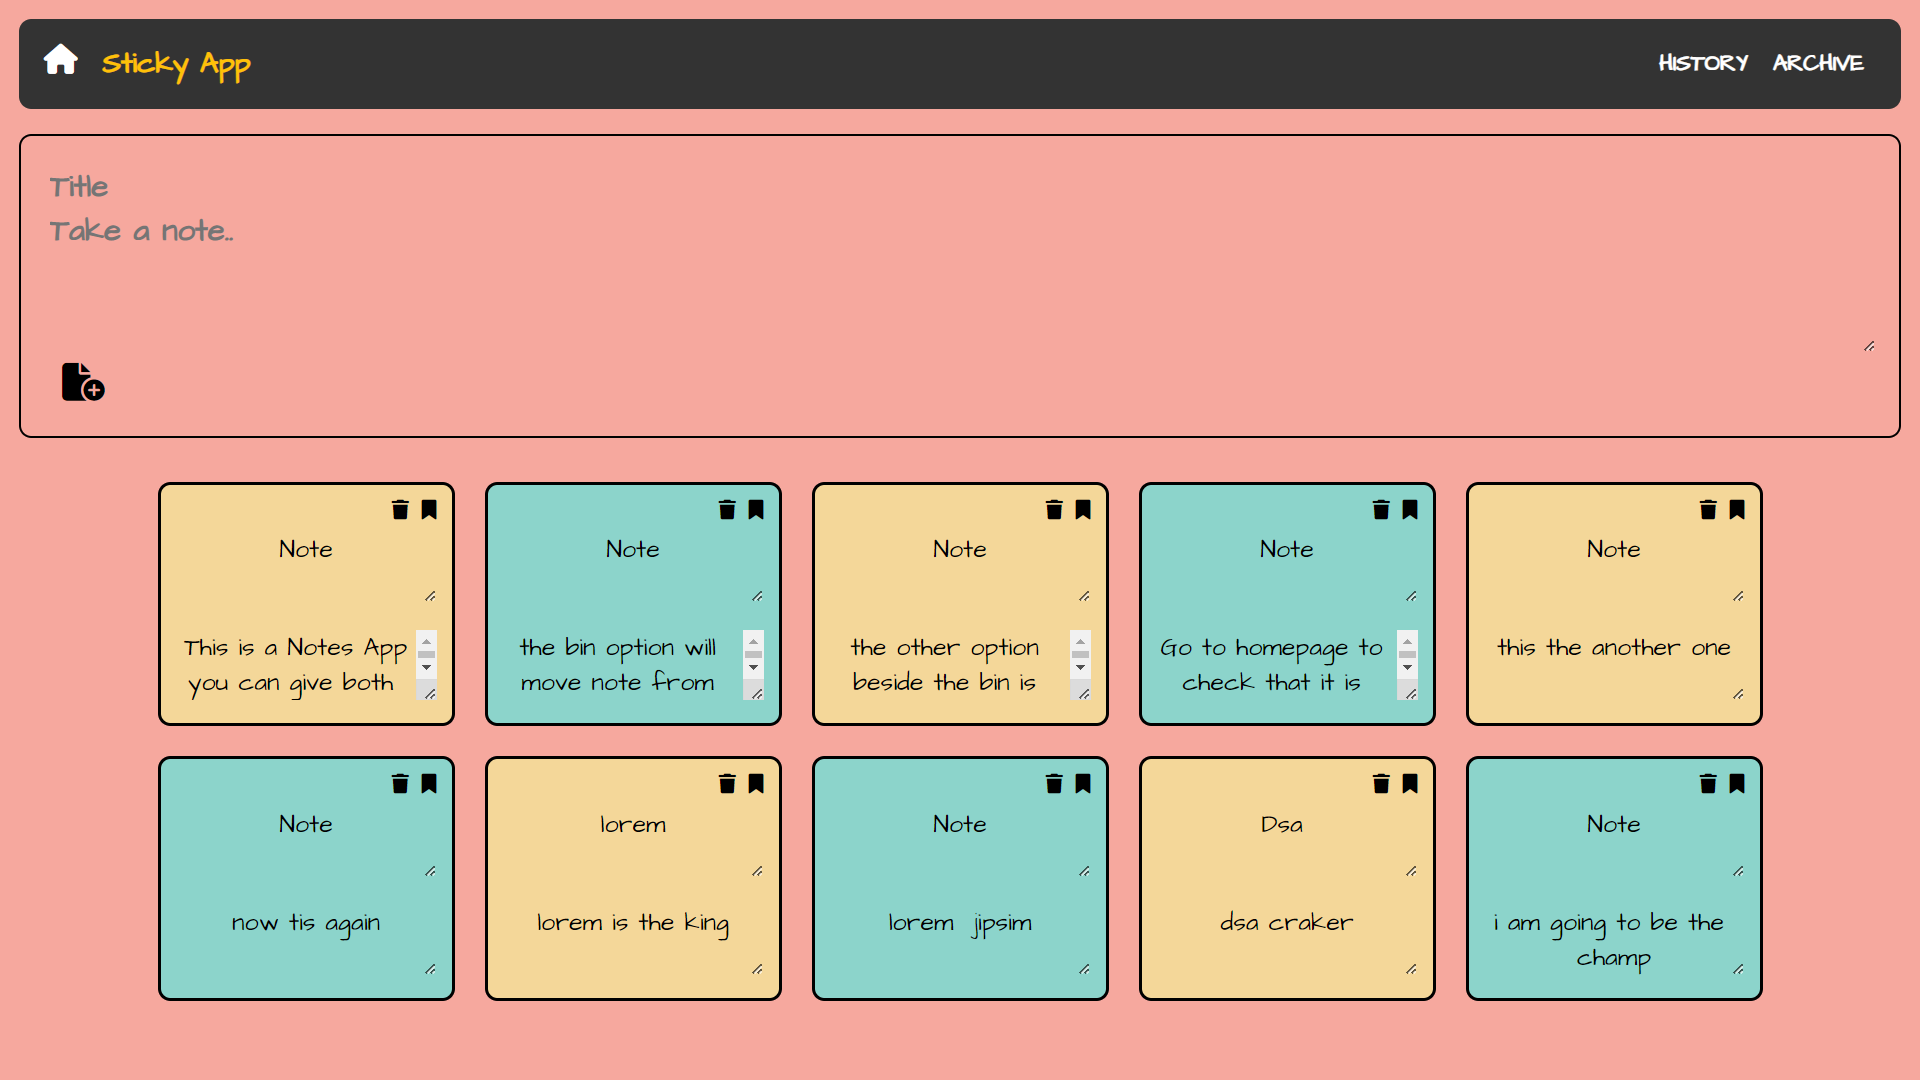 Sticky App
HISTORY ARCHIVE
Title
Take a note..
Note
This is a Notes App
you can give both
Note
the bin option will
move note from
Note
the other option
beside the bin is
Note
Go to homepage to
check that it is
Note
this the another one
Note
now tis again
lorem
lorem is the king
Note
lorem  jipsim
Dsa
dsa craker
Note
i am going to be the
champ